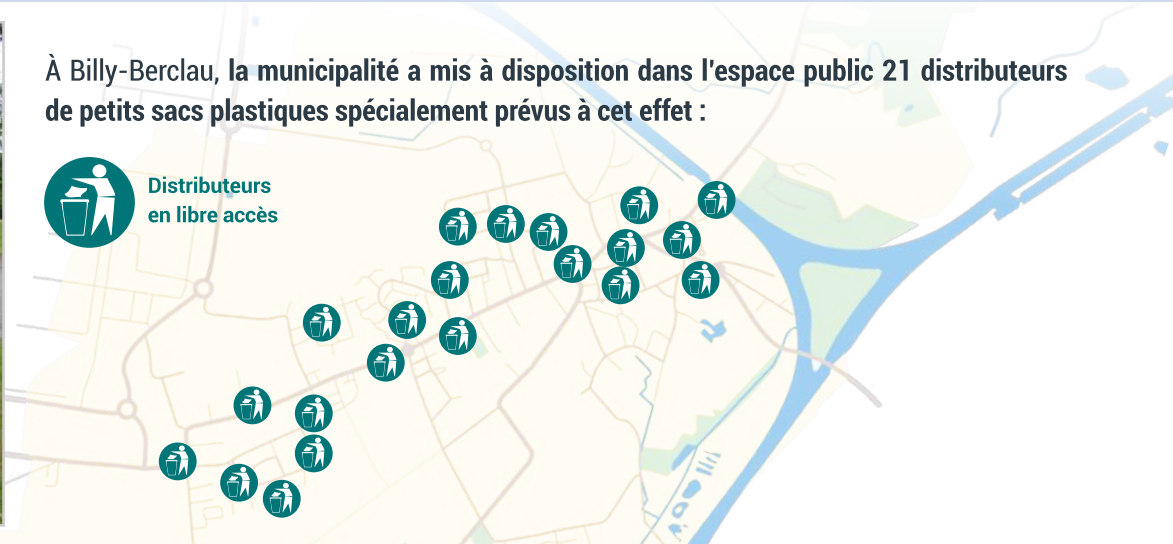 À Billy-Berclau, la municipalité a mis à disposition dans l'espace public 21 distributeurs
de petits sacs plastiques spécialement prévus à cet effet :
Distributeurs
en libre accès